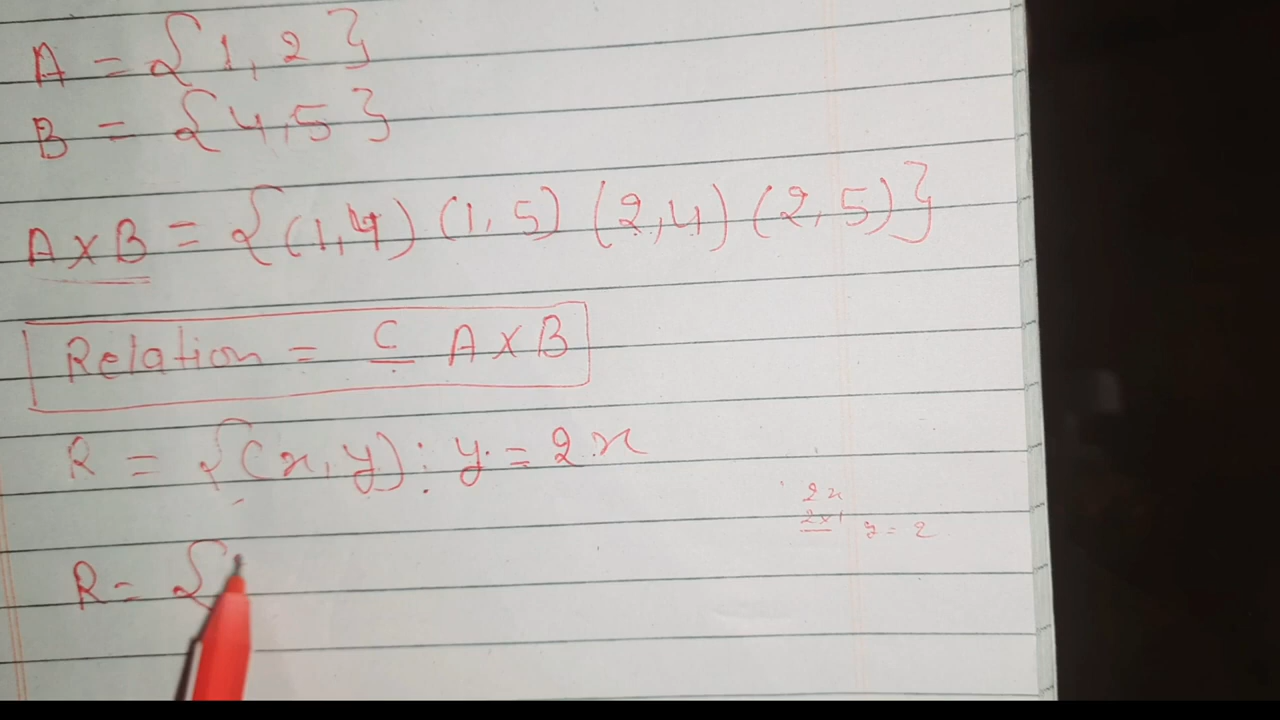 A = {1, 2}
B = {4,5}
A x B = {(1,4) (1,5) (2,4) (2,5)}
Relation = ⊆ A x B
R = {(x,y) : y = 2x
2x
2x1 y = 2
R = {